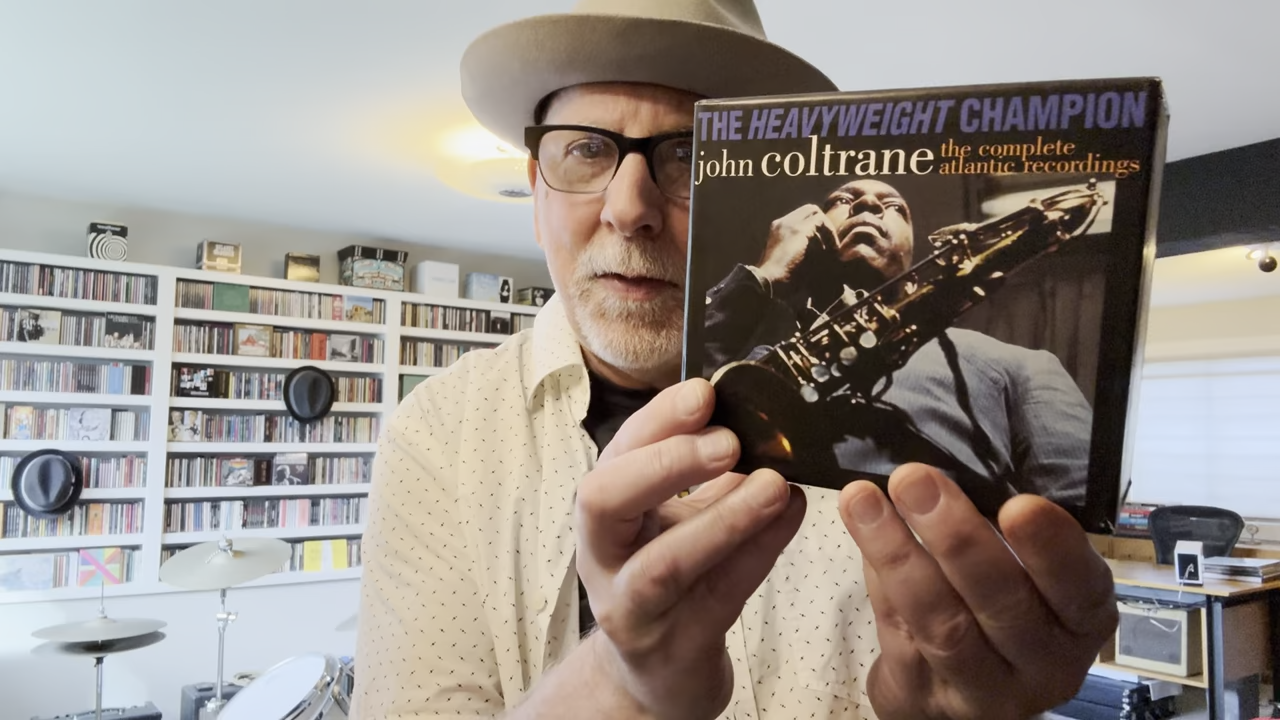 THE HEAVYWEIGHT CHAMPION
john coltrane the complete
atlantic recordings